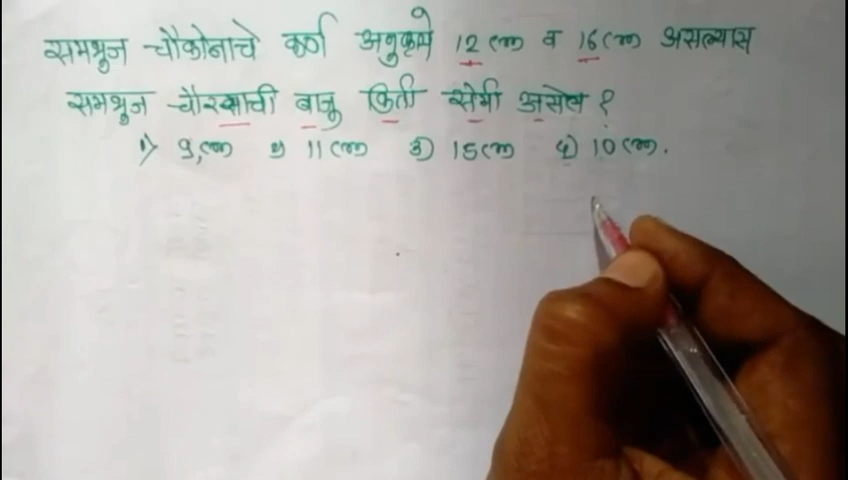 समभुज चौकोनाचे कर्ण अनुक्रमे 12 cm व 16 cm असल्यास
समभुज चौरसाची बाजु किती सेमी असेल ?
1) 9 cm 2) 11 cm 3) 15 cm 4) 10 cm.